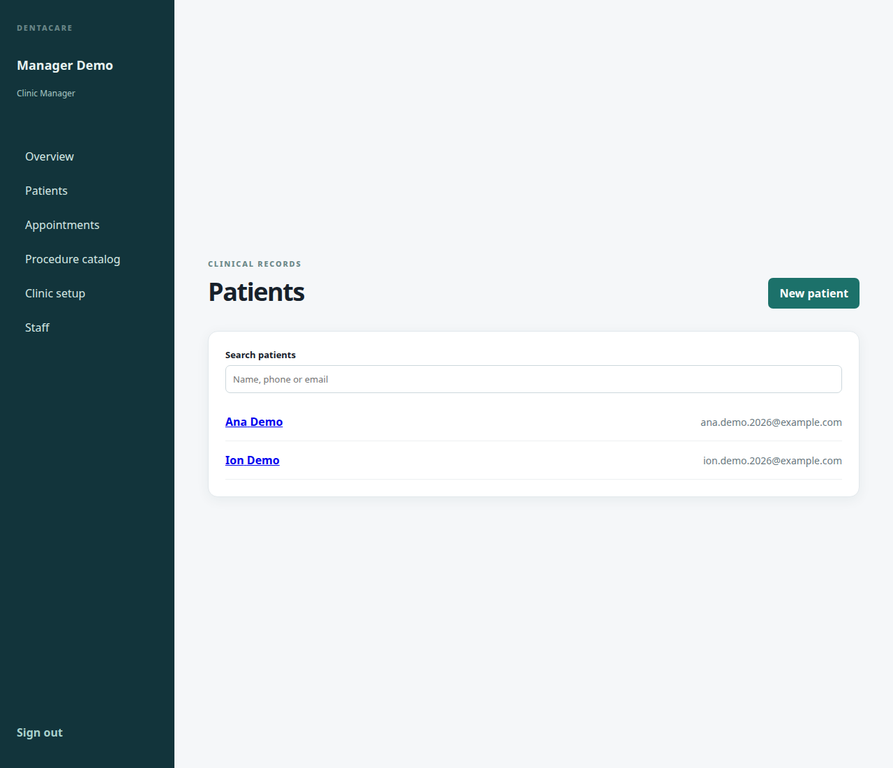 DENTACARE
Manager Demo
Clinic Manager
Overview
Patients
Appointments
Procedure catalog
Clinic setup
Staff
Sign out
CLINICAL RECORDS
Patients
New patient
Search patients
Name, phone or email
Ana Demo ana.demo.2026@example.com
Ion Demo ion.demo.2026@example.com